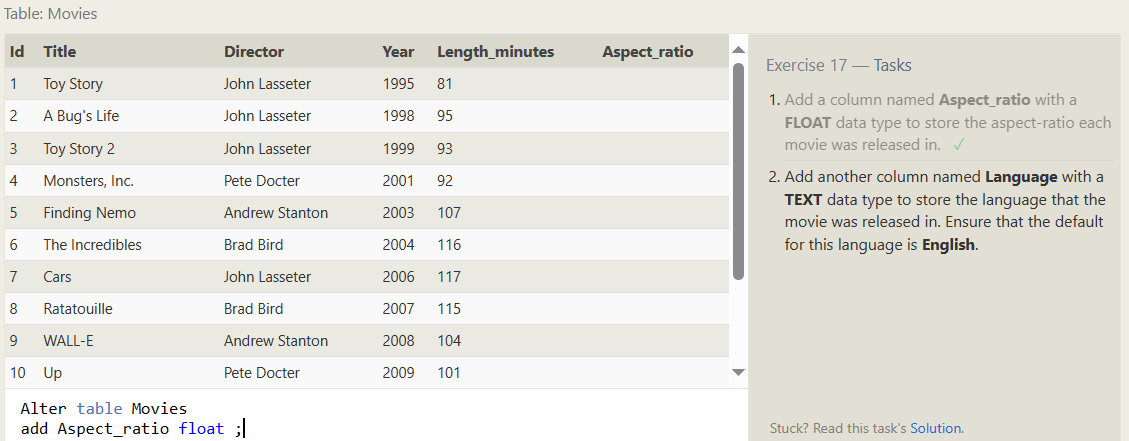 Table: Movies
Id Title Director Year Length_minutes Aspect_ratio
1 Toy Story John Lasseter 1995 81
2 A Bug's Life John Lasseter 1998 95
3 Toy Story 2 John Lasseter 1999 93
4 Monsters, Inc. Pete Docter 2001 92
5 Finding Nemo Andrew Stanton 2003 107
6 The Incredibles Brad Bird 2004 116
7 Cars John Lasseter 2006 117
8 Ratatouille Brad Bird 2007 115
9 WALL-E Andrew Stanton 2008 104
10 Up Pete Docter 2009 101
Alter table Movies
add Aspect_ratio float ;
Exercise 17 — Tasks
1. Add a column named Aspect_ratio with a
FLOAT data type to store the aspect-ratio each
movie was released in. ✓
2. Add another column named Language with a
TEXT data type to store the language that the
movie was released in. Ensure that the default
for this language is English.
Stuck? Read this task's Solution.